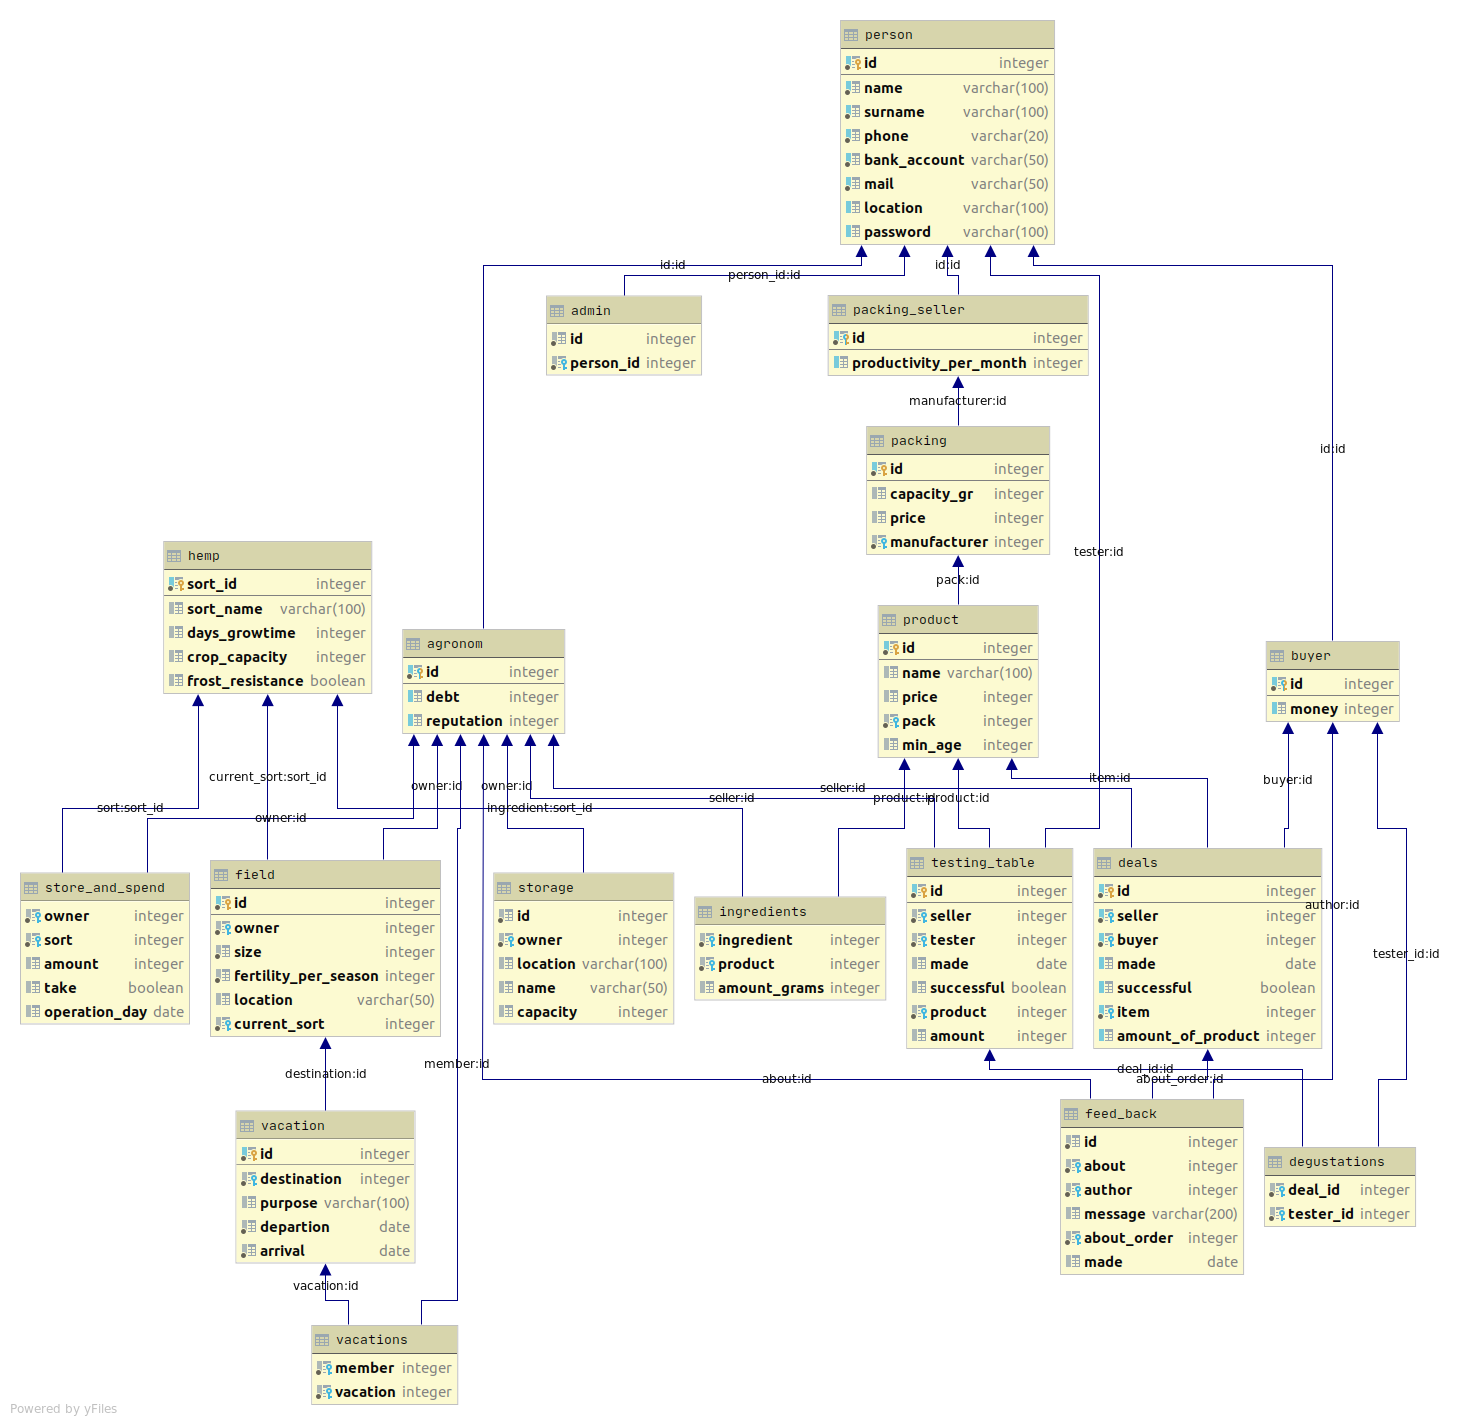 person
id integer
name varchar(100)
surname varchar(100)
phone varchar(20)
bank_account varchar(50)
mail varchar(50)
location varchar(100)
password varchar(100)
id:id
person_id:id
id:id
admin
id integer
person_id integer
packing_seller
id integer
productivity_per_month integer
manufacturer:id
id:id
packing
id integer
capacity_gr integer
price integer
manufacturer integer
tester:id
pack:id
hemp
sort_id integer
sort_name varchar(100)
days_growtime integer
crop_capacity integer
frost_resistance boolean
agronom
id integer
debt integer
reputation integer
product
id integer
name varchar(100)
price integer
pack integer
min_age integer
buyer
id integer
money integer
current_sort:sort_id
owner:id
owner:id
item:id
buyer:id
sort:sort_id
owner:id
ingredient:sort_id
seller:id
seller:id
product:id
product:id
store_and_spend
owner integer
sort integer
amount integer
take boolean
operation_day date
field
id integer
owner integer
size integer
fertility_per_season integer
location varchar(50)
current_sort integer
storage
id integer
owner integer
location varchar(100)
name varchar(50)
capacity integer
ingredients
ingredient integer
product integer
amount_grams integer
testing_table
id integer
seller integer
tester integer
made date
successful boolean
product integer
amount integer
deals
id integer
seller integer
buyer integer
made date
successful boolean
item integer
amount_of_product integer
author:id
tester_id:id
member:id
destination:id
deal_id:id
about:id
about_order:id
vacation
id integer
destination integer
purpose varchar(100)
departion date
arrival date
feed_back
id integer
about integer
author integer
message varchar(200)
about_order integer
made date
degustations
deal_id integer
tester_id integer
vacation:id
vacations
member integer
vacation integer
Powered by yFiles